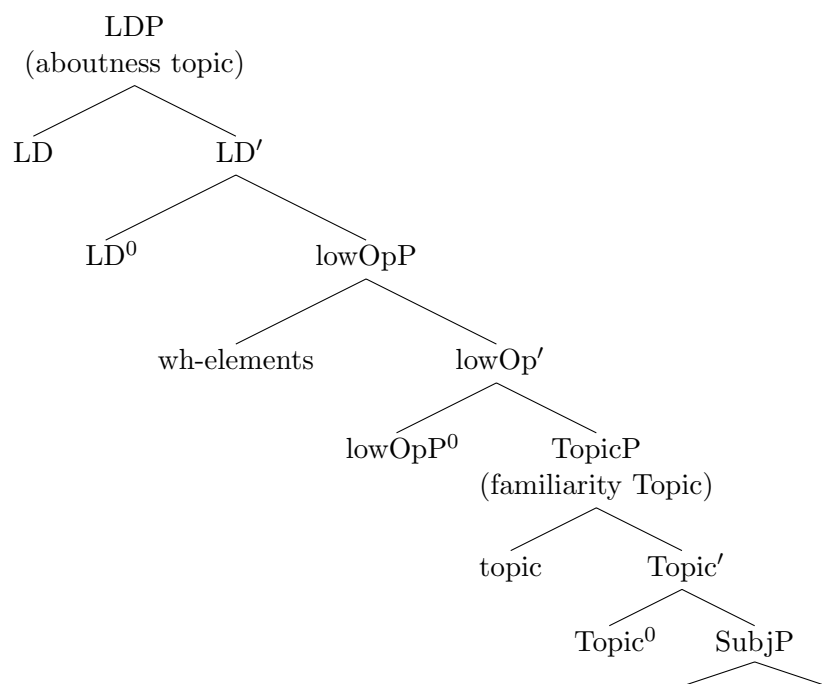 LDP
(aboutness topic)
LD LD′
LD⁰ lowOpP
wh-elements lowOp′
lowOpP⁰ TopicP
(familiarity Topic)
topic Topic′
Topic⁰ SubjP